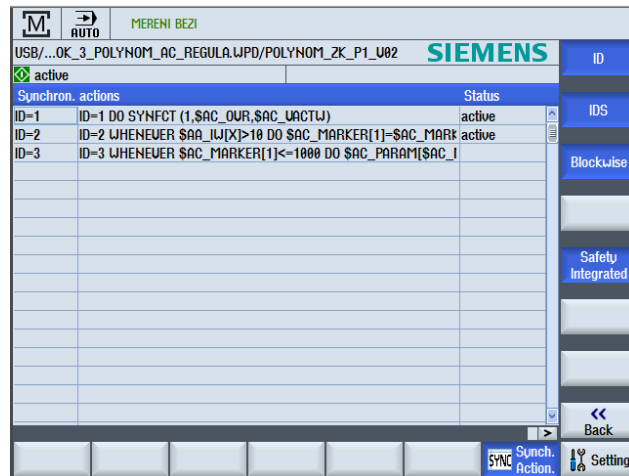 M
AUTO
MERENI BEZI
USB/...OK_3_POLYNOM_AC_REGULA.WPD/POLYNOM_ZK_P1_V02
SIEMENS
active
Synchron. actions Status
ID=1 ID=1 DO SYNFCT (1,$AC_OVR,$AC_VACTW) active
ID=2 ID=2 WHENEVER $AA_IW[X]>10 DO $AC_MARKER[1]=$AC_MARK active
ID=3 ID=3 WHENEVER $AC_MARKER[1]<=1000 DO $AC_PARAM[$AC_
>
ID
IDS
Blockwise
Safety
Integrated
<<
Back
SYNC Synch.
Action.
Setting